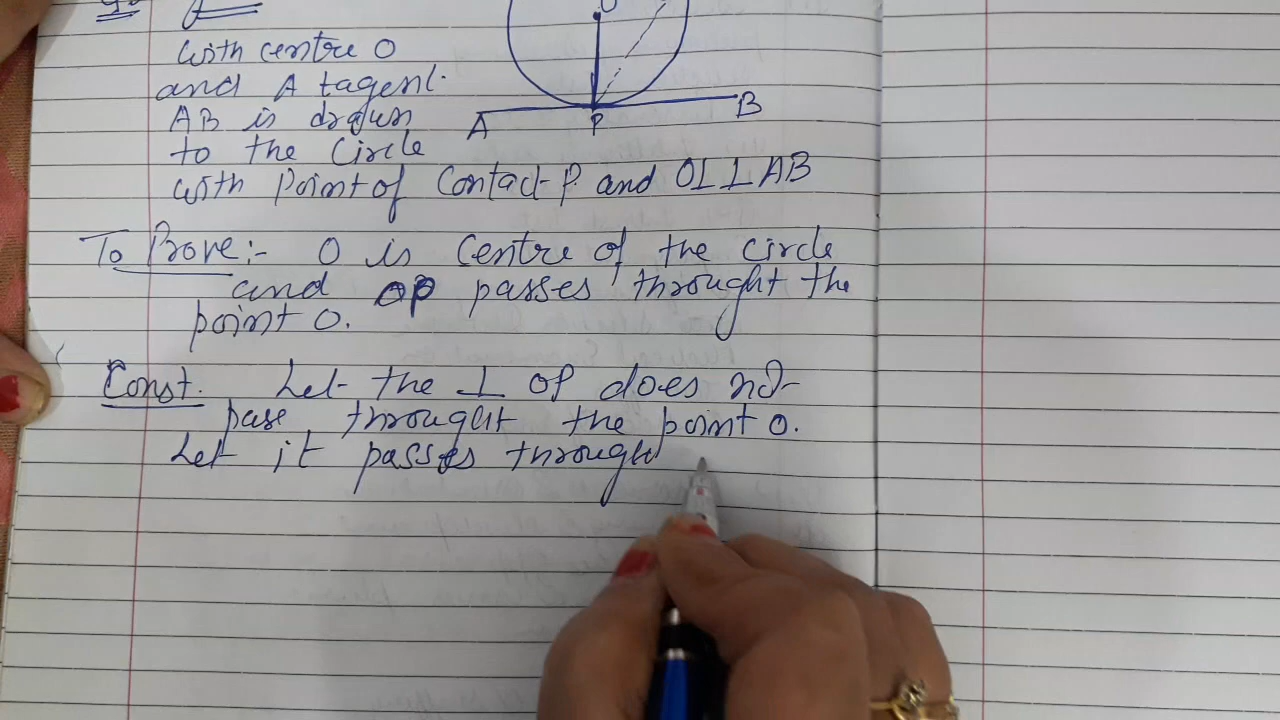 O
with centre O
and A tagent.
AB is drawn
to the Circle
A
P
B
with Point of Contact P. and OL ⊥ AB
To Prove:- O is Centre of the circle
and OP passes throught the
point O.
Const. Let the ⊥ OP does not
pase throught the point O.
Let it passes through